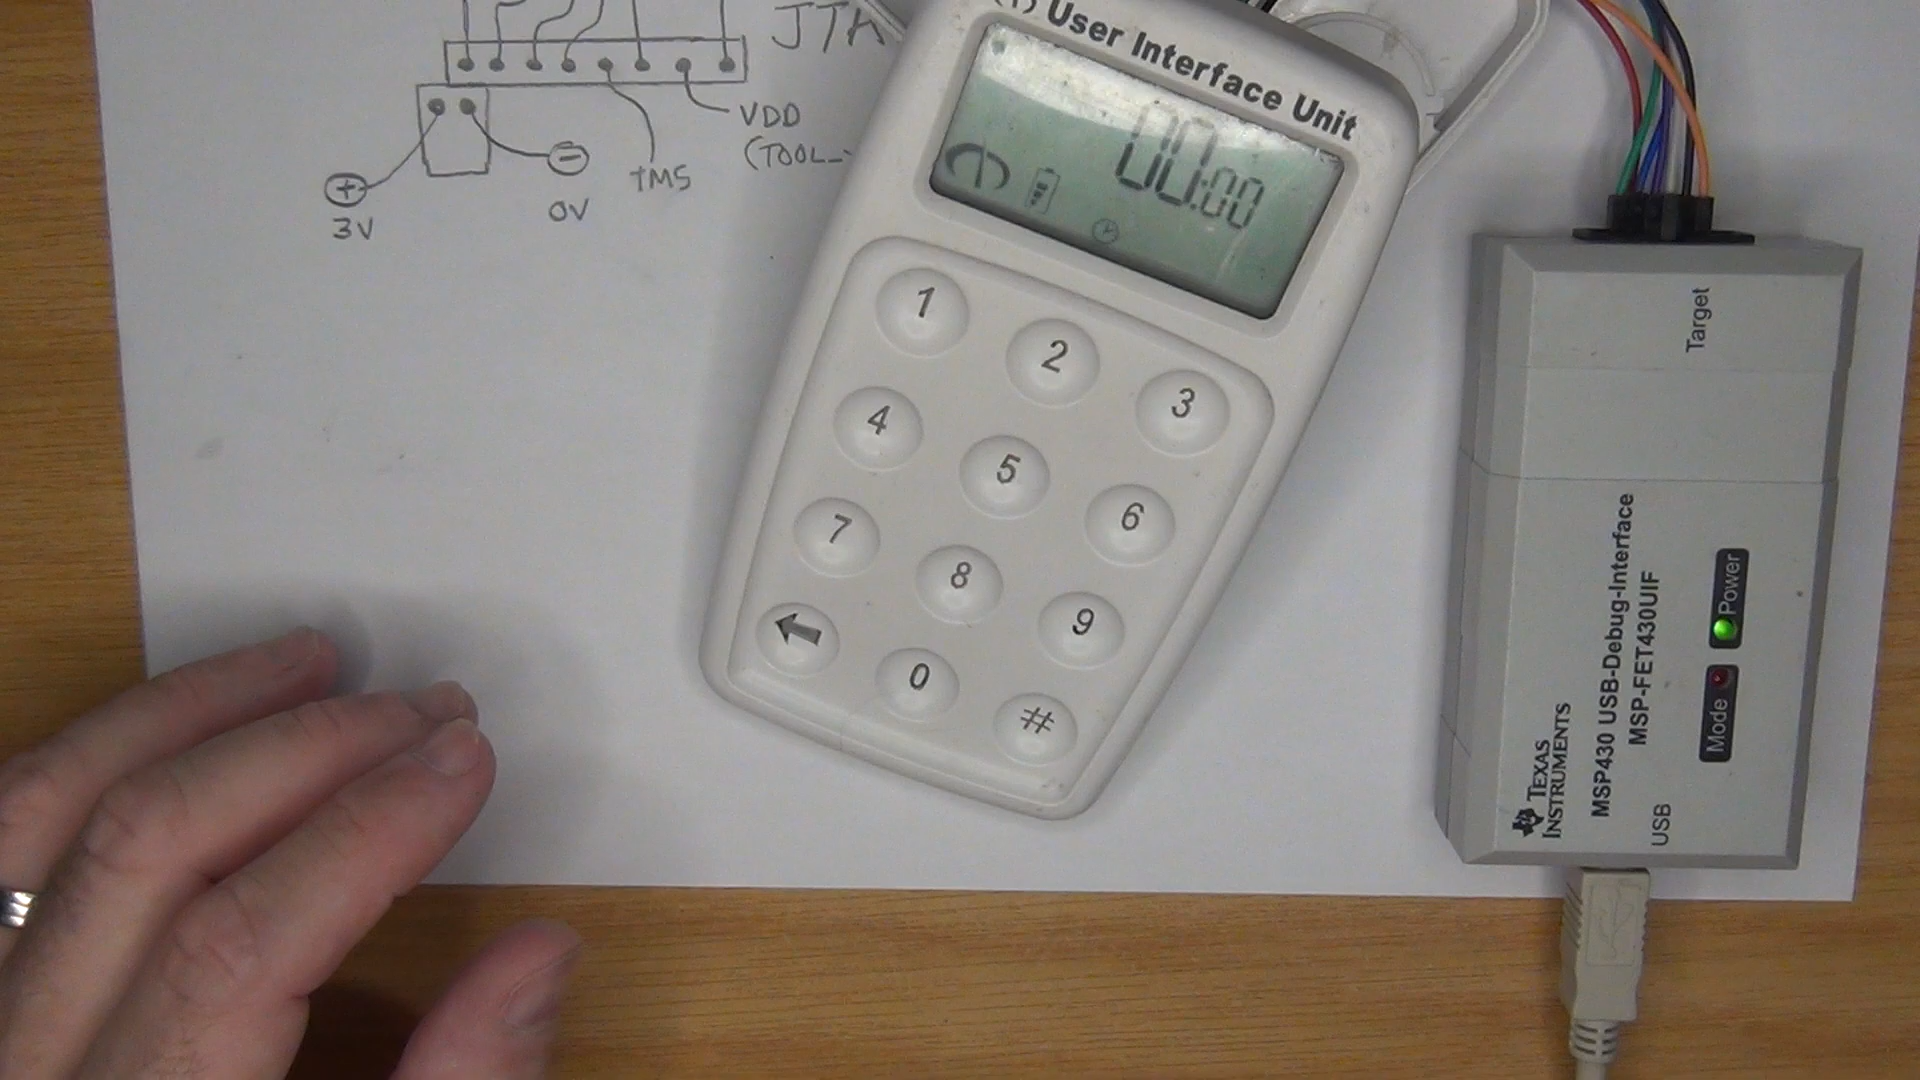 JTA
VDD
(TOOL_
TMS
+
3V
-
0V
User Interface Unit
00:00
1
2
3
4
5
6
7
8
9
0
#
Target
MSP430 USB-Debug-Interface
MSP-FET430UIF
Power
Mode
TEXAS
INSTRUMENTS
USB